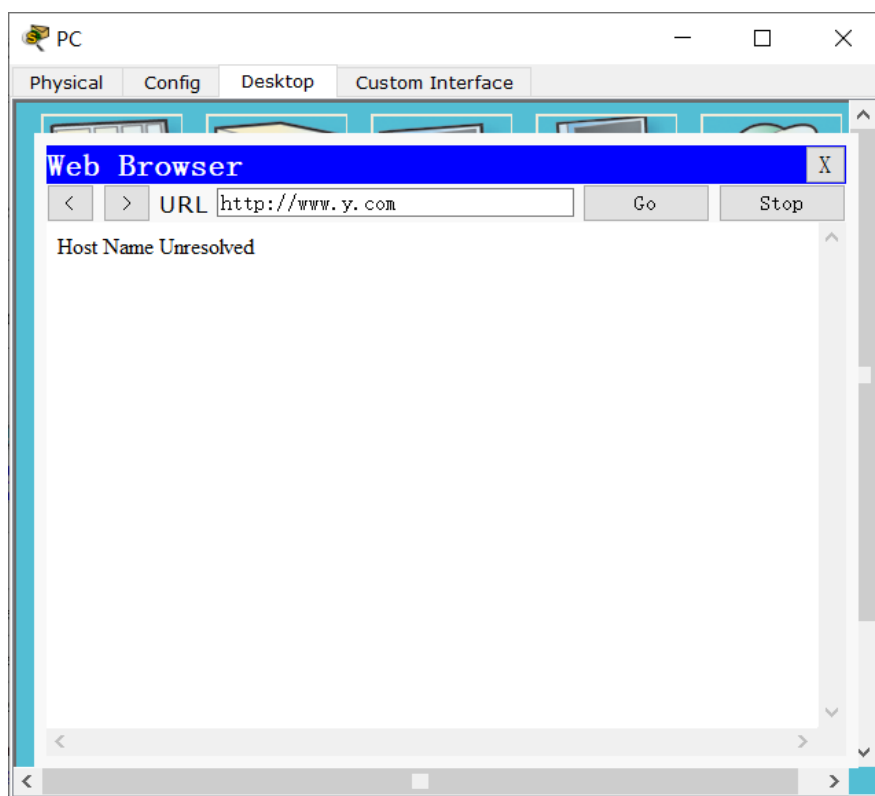 PC
Physical Config Desktop Custom Interface
Web Browser X
< > URL http://www.y.com Go Stop
Host Name Unresolved